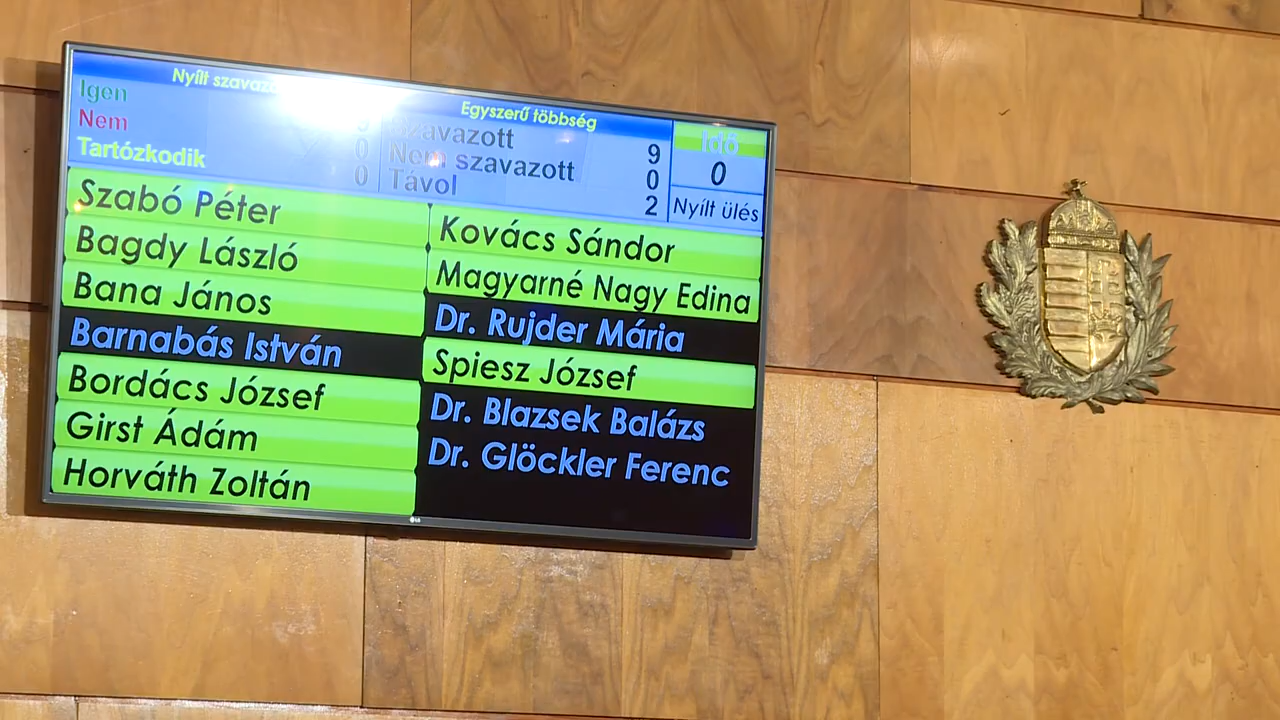 Nyílt szavazás
Egyszerű többség
Igen
Nem
0
Tartózkodik
0
Szavazott
9
Nem szavazott
0
Távol
2
Idő
0
Nyílt ülés
Szabó Péter
Bagdy László
Bana János
Barnabás István
Bordács József
Girst Ádám
Horváth Zoltán
Kovács Sándor
Magyarné Nagy Edina
Dr. Rujder Mária
Spiesz József
Dr. Blazsek Balázs
Dr. Glöckler Ferenc
LG